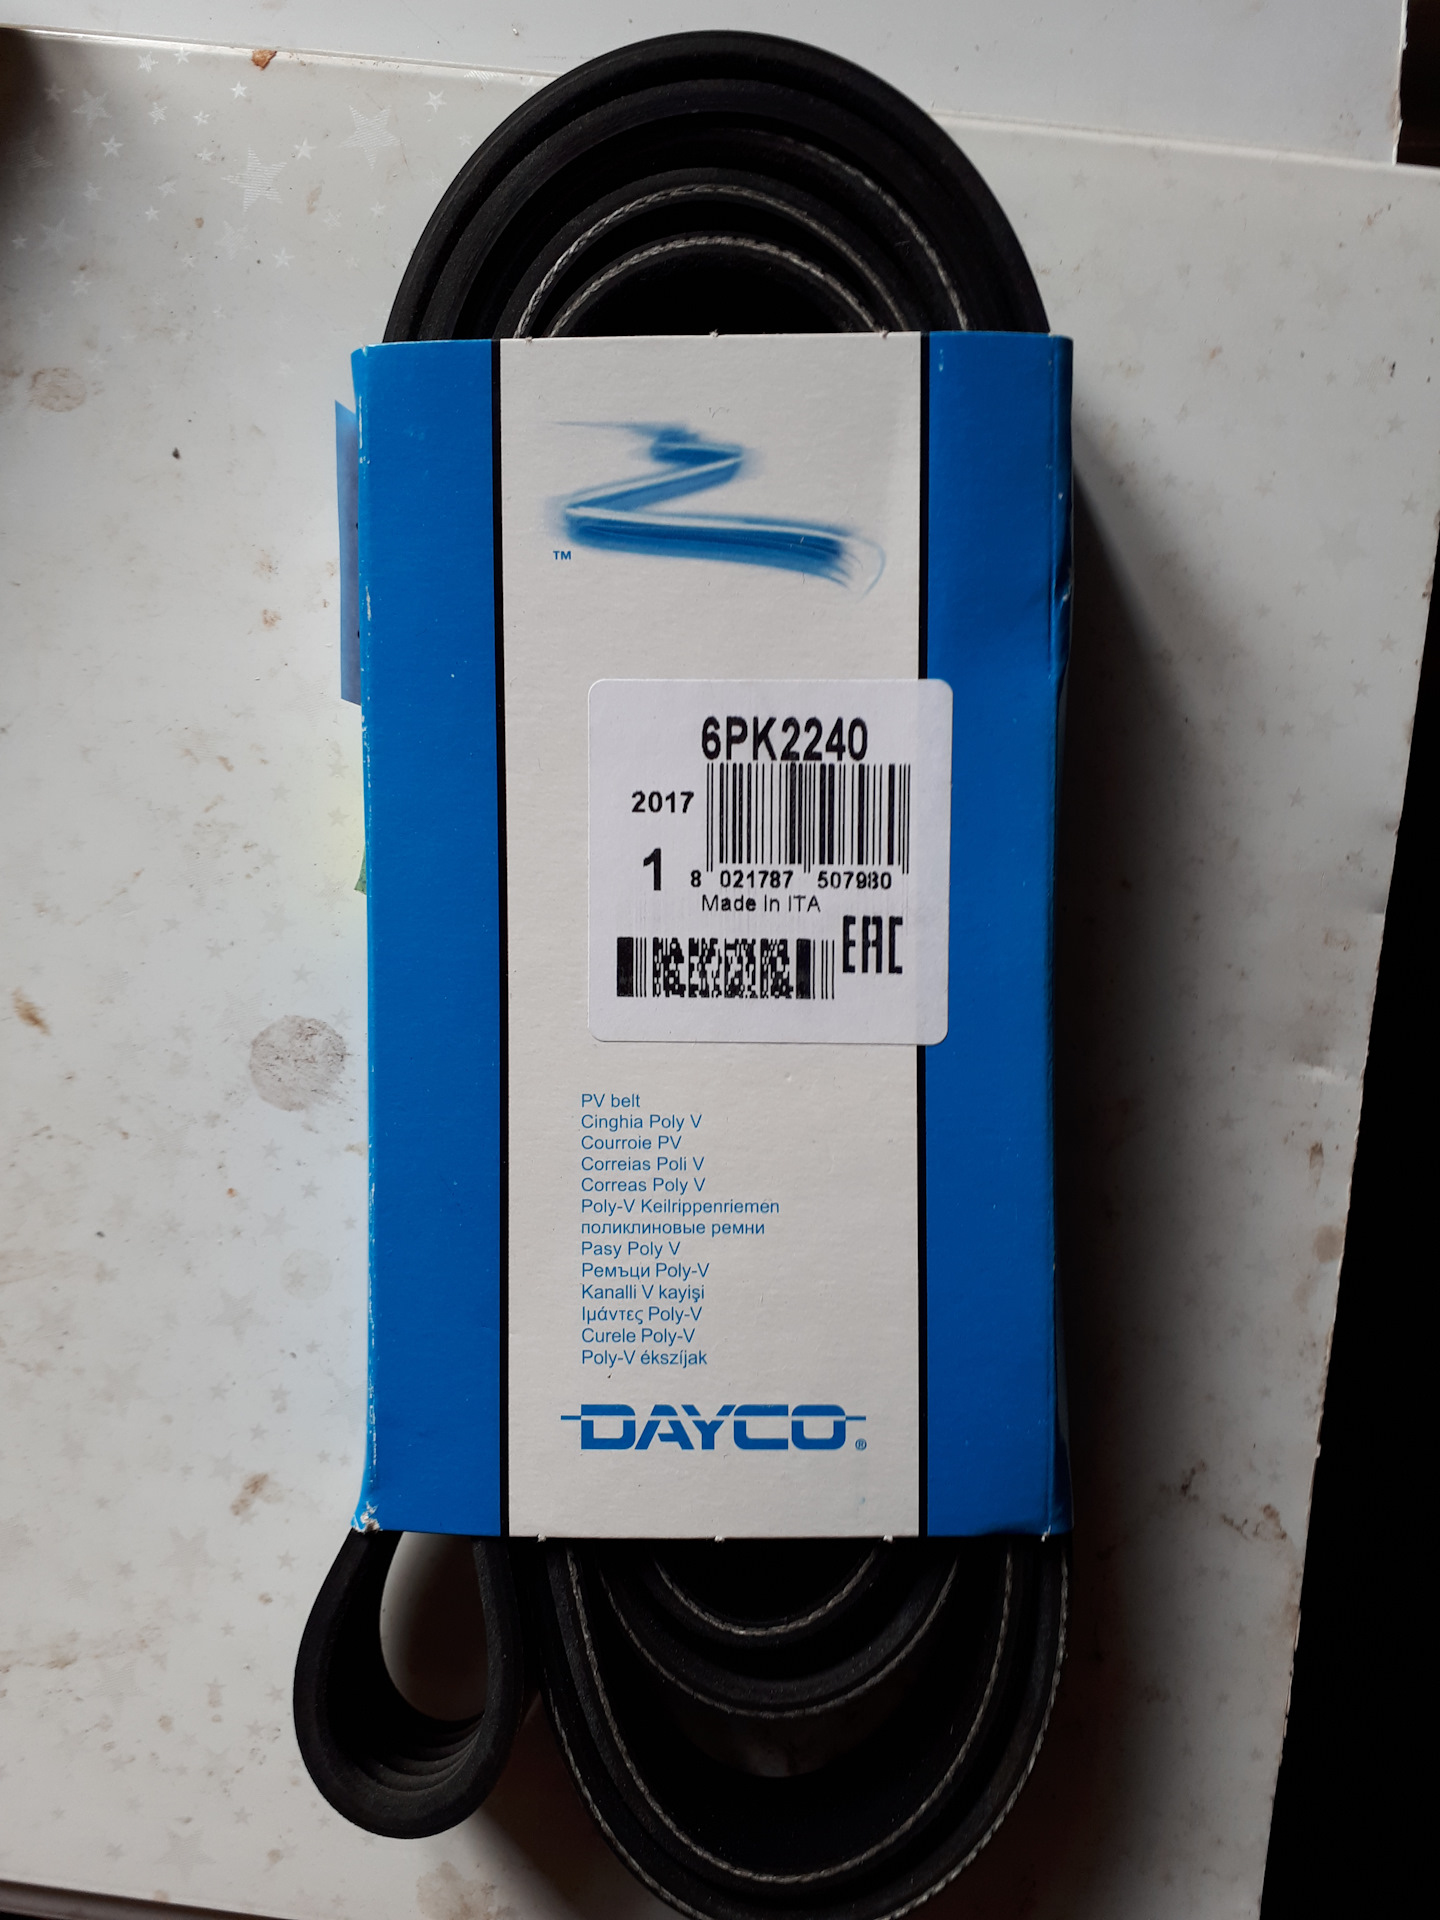 TM
6PK2240
2017
1
8 021787 507980
Made In ITA
EAC
PV belt
Cinghia Poly V
Courroie PV
Correias Poli V
Correas Poly V
Poly-V Keilrippenriemen
поликлиновые ремни
Pasy Poly V
Ремъци Poly-V
Kanalli V kayişi
Ιμάντες Poly-V
Curele Poly-V
Poly-V ékszíjak
DAYCO®